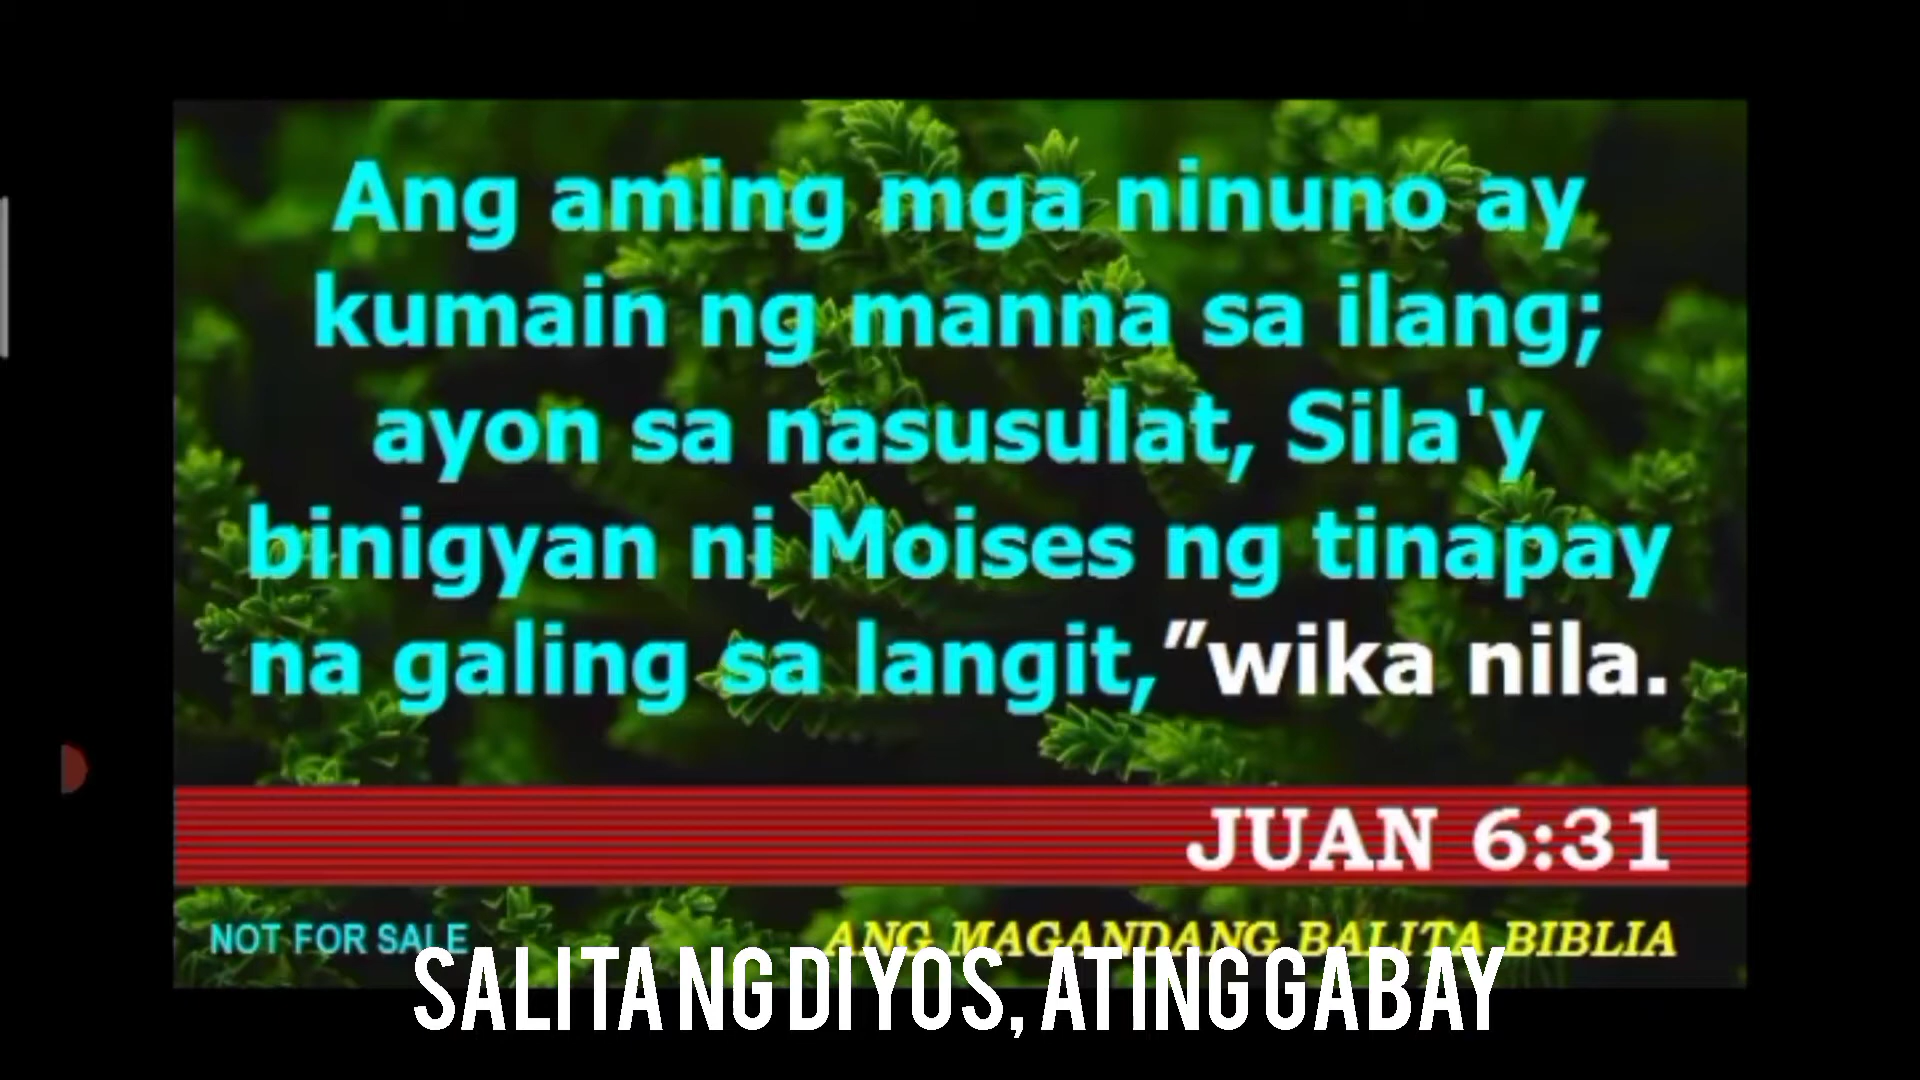 Ang aming mga ninuno ay
kumain ng manna sa ilang;
ayon sa nasusulat, Sila'y
binigyan ni Moises ng tinapay
na galing sa langit,”wika nila.
JUAN 6:31
NOT FOR SALE
ANG MAGANDANG BALITA BIBLIA
SALITA NG DIYOS, ATING GABAY